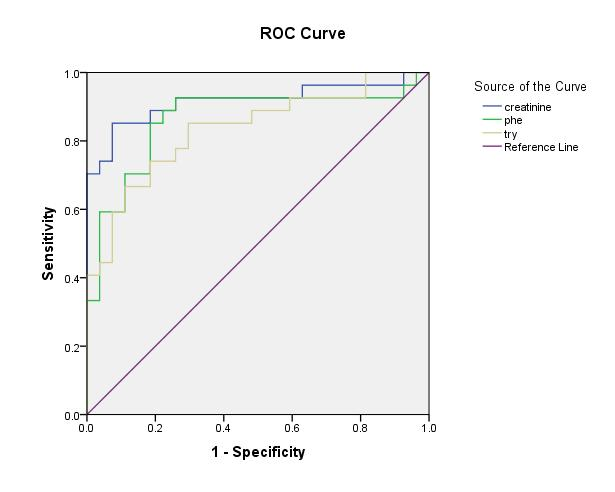 ROC Curve
Source of the Curve
creatinine
phe
try
Reference Line
Sensitivity
1.0
0.8
0.6
0.4
0.2
0.0
0.0 0.2 0.4 0.6 0.8 1.0
1 - Specificity